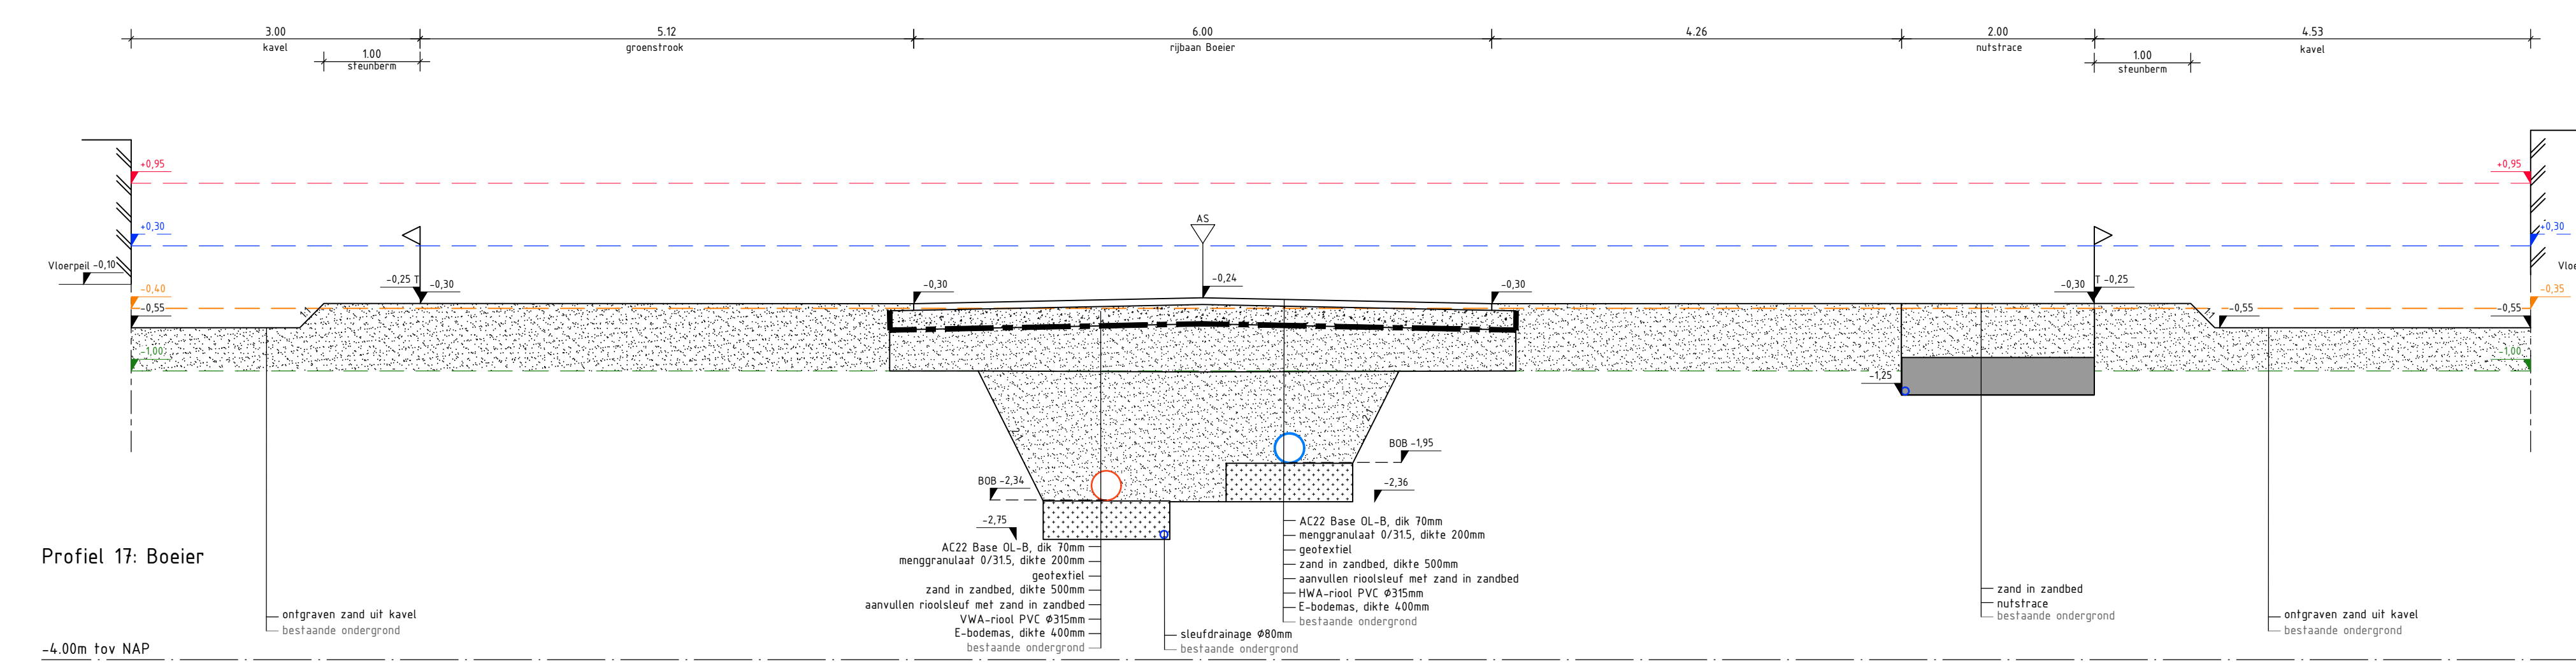 3.00
5.12
6.00
4.26
2.00
4.53
kavel
groenstrook
rijbaan Boeier
nutstrace
kavel
1.00
steunberm
1.00
steunberm
+0,95
+0,95
+0,30
+0,30
AS
Vloerpeil -0,10
-0,25 T
-0,30
-0,30
-0,24
-0,30
-0,30
T -0,25
-0,40
-0,35
-0,55
-0,55
-0,55
1:1
-1,00
-1,00
-1,25
2:1
BOB -1,95
BOB -2,34
-2,36
-2,75
AC22 Base OL-B, dik 70mm
menggranulaat 0/31.5, dikte 200mm
geotextiel
zand in zandbed, dikte 500mm
aanvullen rioolsleuf met zand in zandbed
HWA-riool PVC Ø315mm
E-bodemas, dikte 400mm
bestaande ondergrond
AC22 Base OL-B, dik 70mm
menggranulaat 0/31.5, dikte 200mm
geotextiel
zand in zandbed, dikte 500mm
aanvullen rioolsleuf met zand in zandbed
VWA-riool PVC Ø315mm
E-bodemas, dikte 400mm
bestaande ondergrond
sleufdrainage Ø80mm
bestaande ondergrond
Profiel 17: Boeier
ontgraven zand uit kavel
bestaande ondergrond
zand in zandbed
nutstrace
bestaande ondergrond
ontgraven zand uit kavel
bestaande ondergrond
-4.00m tov NAP